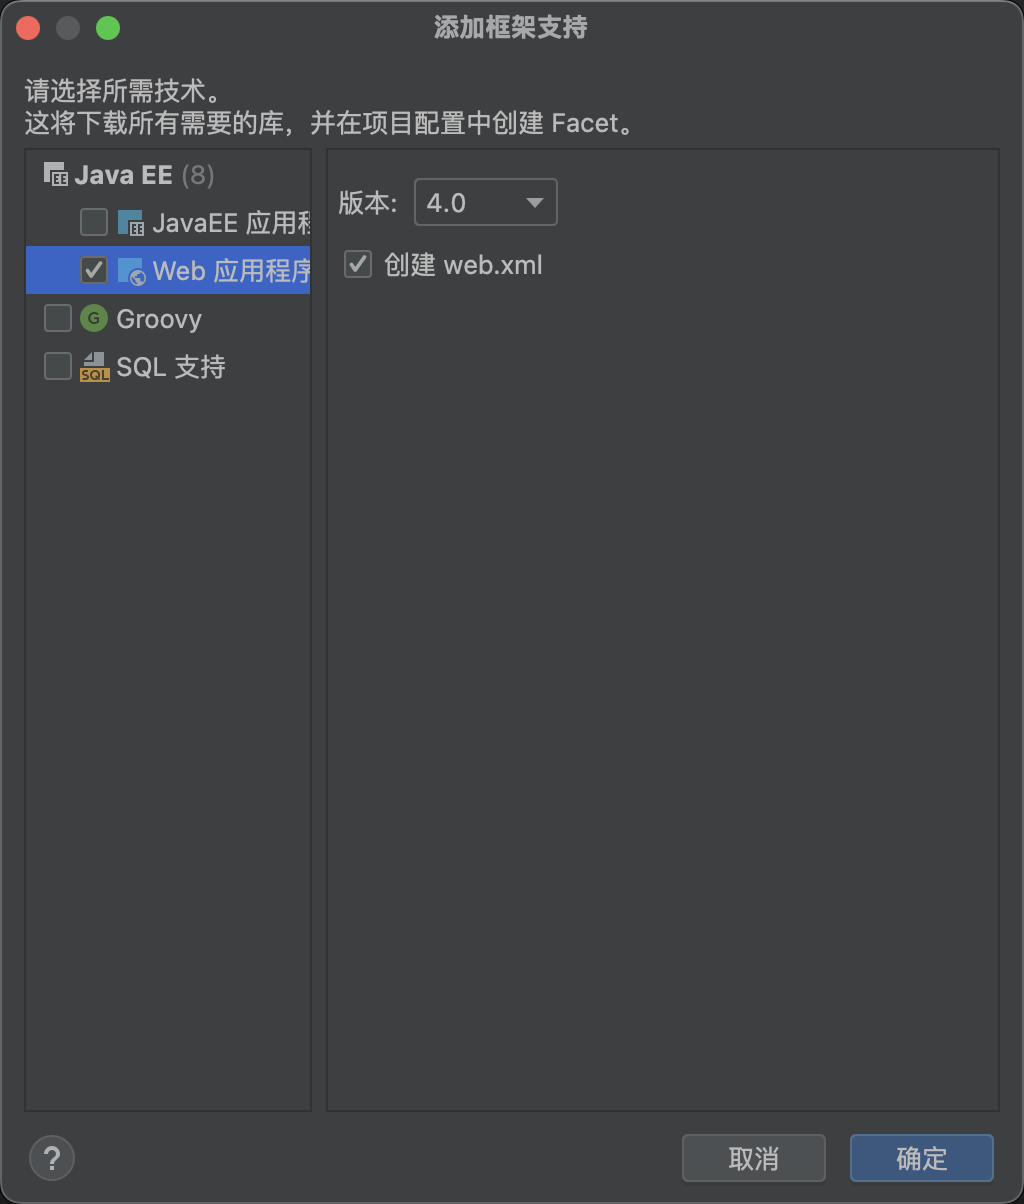 添加框架支持
请选择所需技术。
这将下载所有需要的库，并在项目配置中创建 Facet。
Java EE (8)
JavaEE 应用程
Web 应用程序
Groovy
SQL 支持
版本: 4.0
创建 web.xml
? 取消 确定